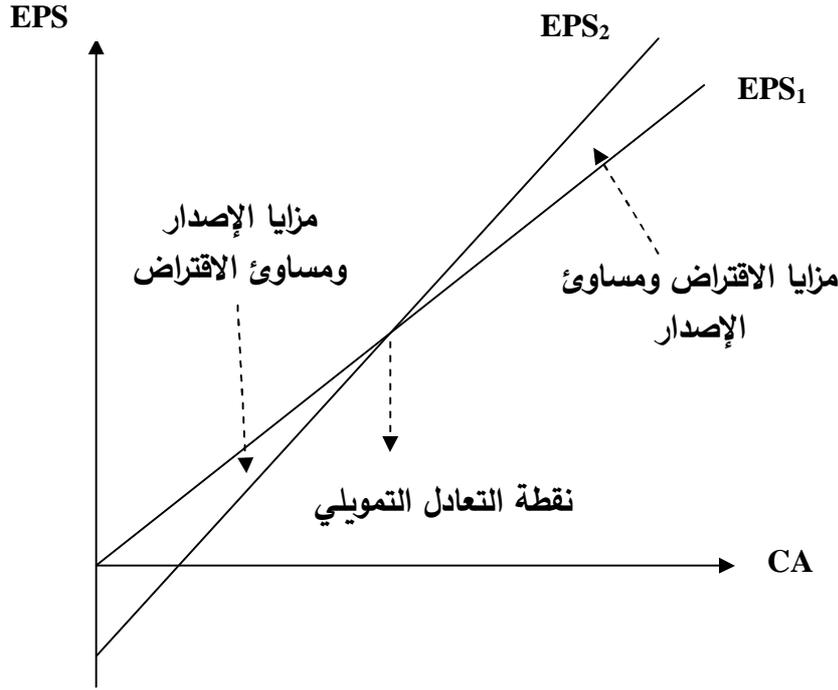 EPS
EPS₂
EPS₁
مزايا الإصدار
ومساوئ الاقتراض
مزايا الاقتراض ومساوئ
الإصدار
نقطة التعادل التمويلي
CA